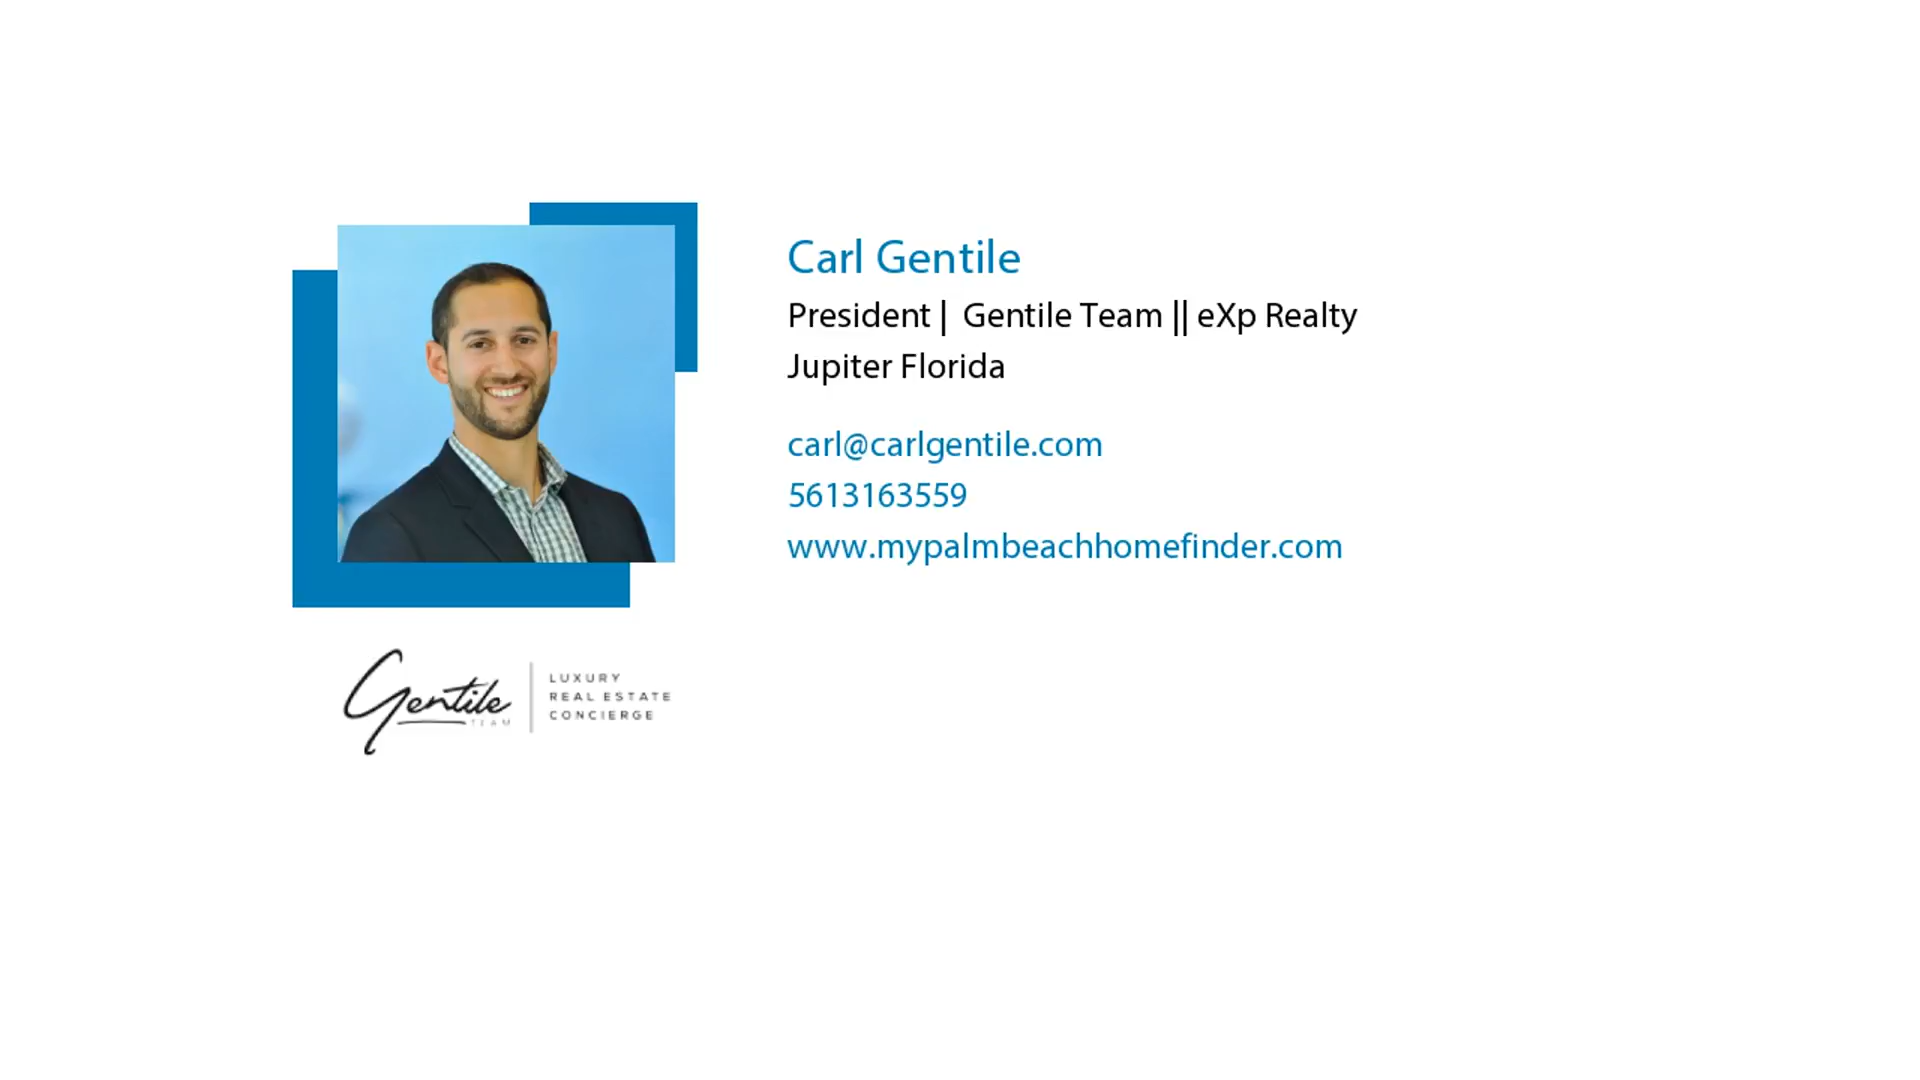 Carl Gentile
President | Gentile Team || eXp Realty
Jupiter Florida
carl@carlgentile.com
5613163559
www.mypalmbeachhomefinder.com
Gentile
TEAM
LUXURY
REAL ESTATE
CONCIERGE